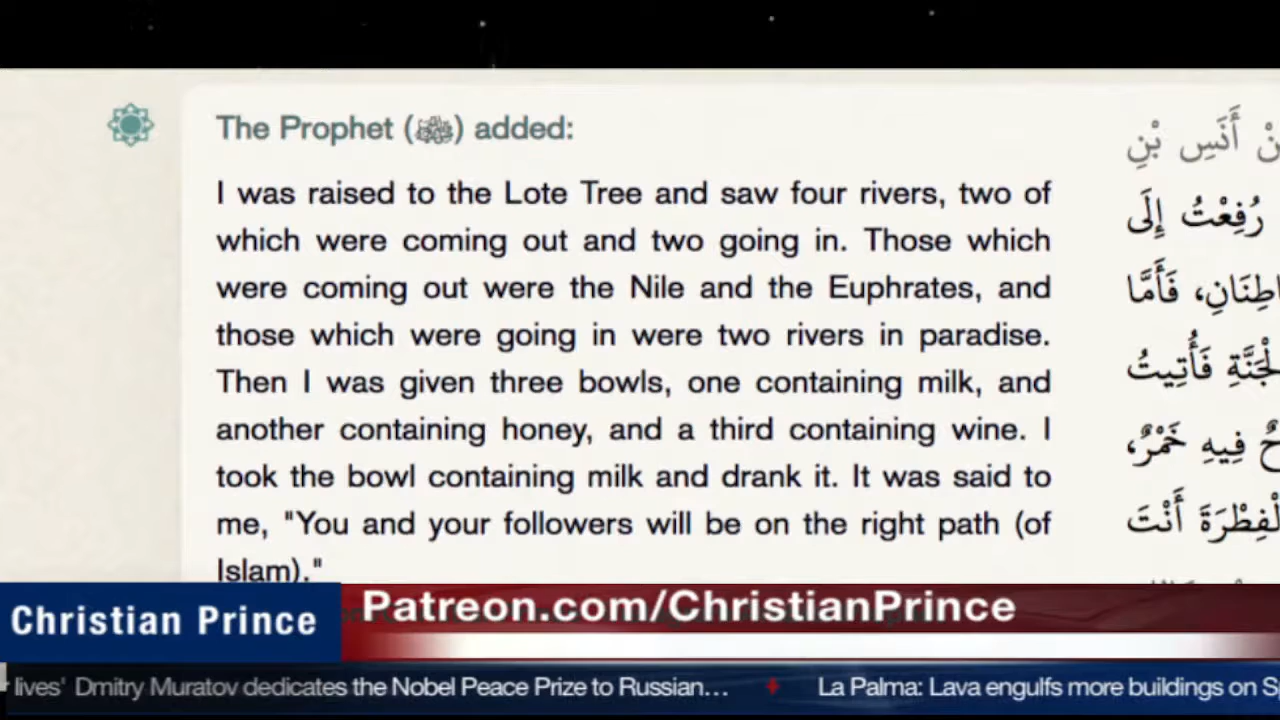 The Prophet (ﷺ) added:
I was raised to the Lote Tree and saw four rivers, two of
which were coming out and two going in. Those which
were coming out were the Nile and the Euphrates, and
those which were going in were two rivers in paradise.
Then I was given three bowls, one containing milk, and
another containing honey, and a third containing wine. I
took the bowl containing milk and drank it. It was said to
me, "You and your followers will be on the right path (of
Islam)."
أَنَسِ بْنِ
رُفِعْتُ إِلَى
فَأَمَّا
فَأُتِيتُ
فِيهِ خَمْرٌ،
أَنْتَ
Christian Prince
Patreon.com/ChristianPrince
lives' Dmitry Muratov dedicates the Nobel Peace Prize to Russian... La Palma: Lava engulfs more buildings on